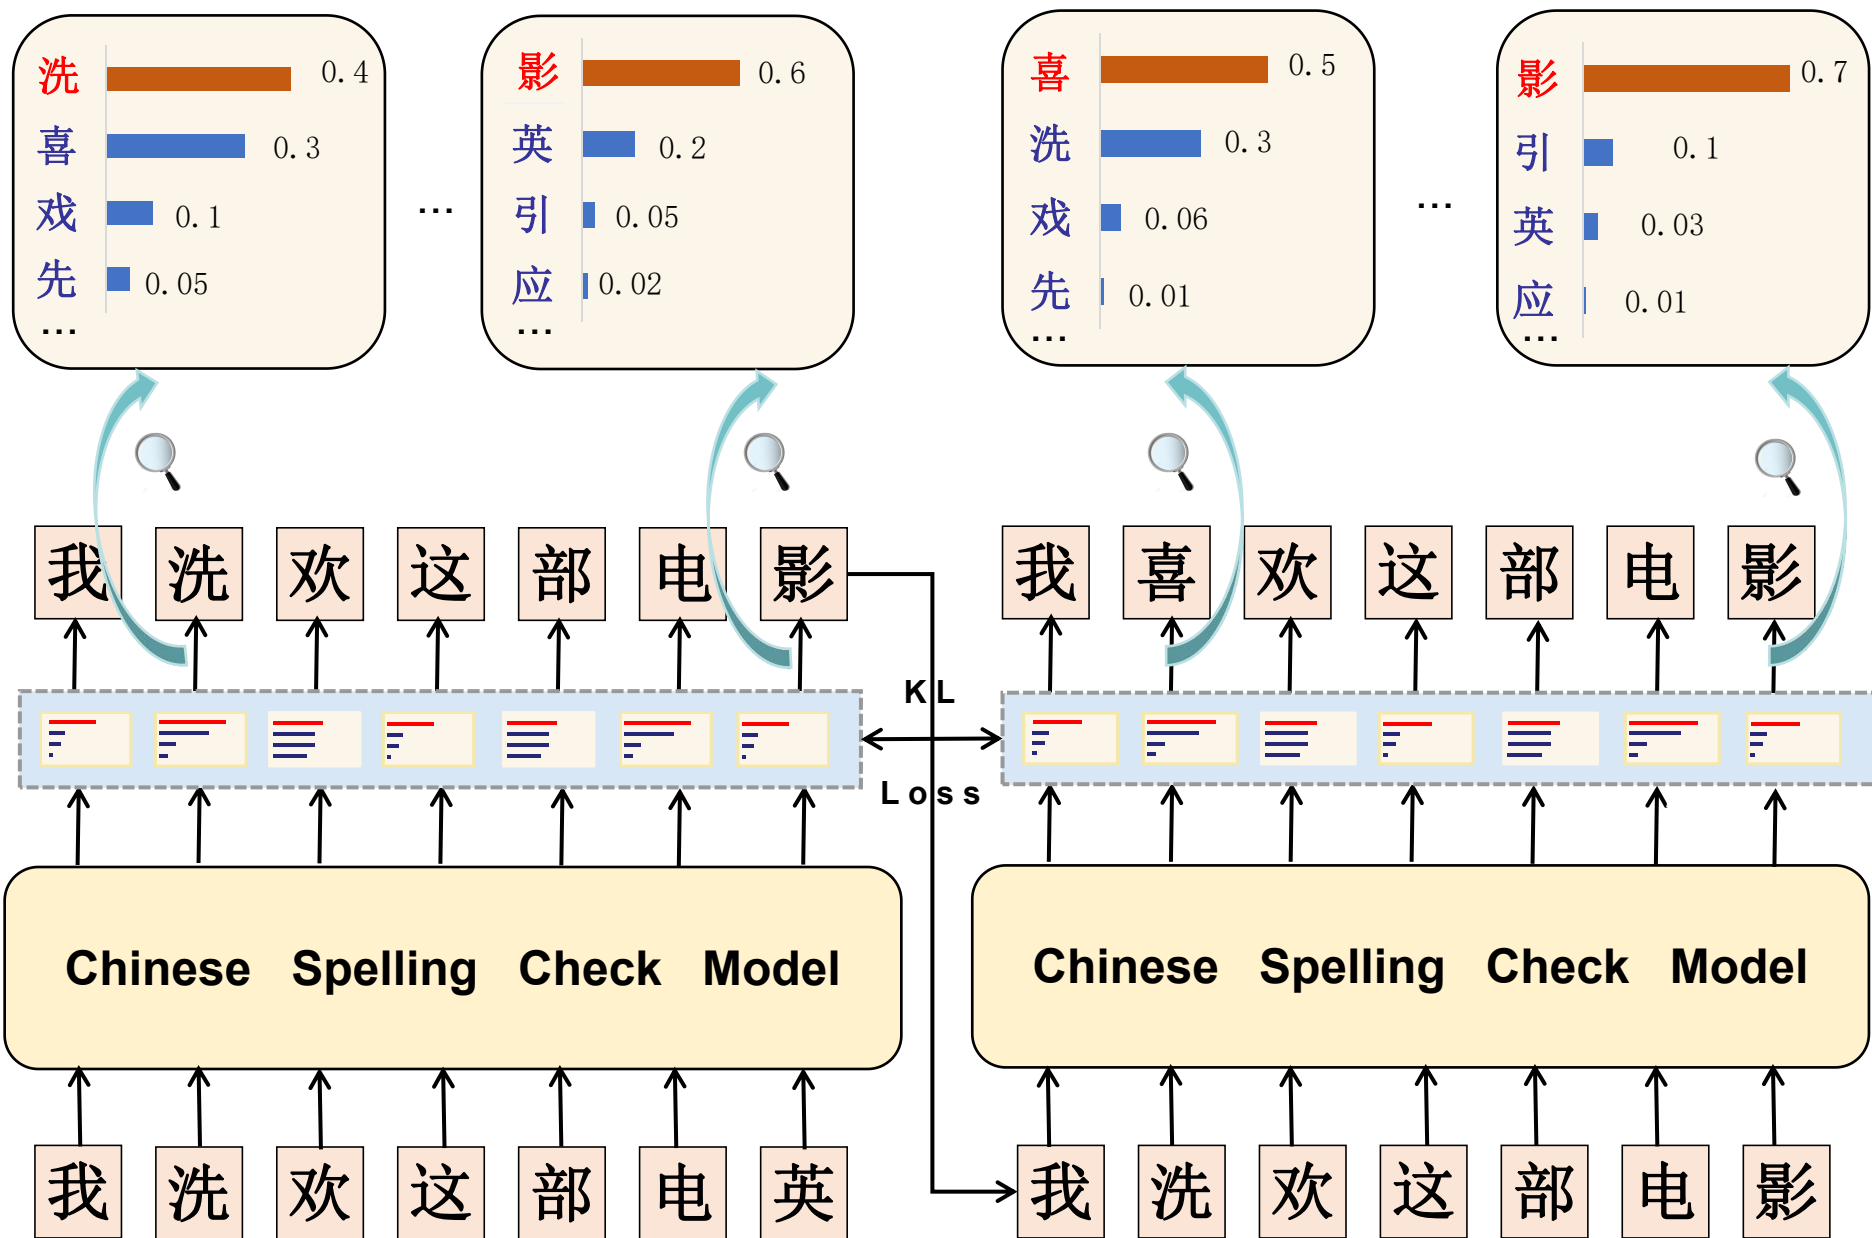 洗 0.4
喜 0.3
戏 0.1
先 0.05
...
...
影 0.6
英 0.2
引 0.05
应 0.02
...
喜 0.5
洗 0.3
戏 0.06
先 0.01
...
...
影 0.7
引 0.1
英 0.03
应 0.01
...
我 洗 欢 这 部 电 影
我 喜 欢 这 部 电 影
KL
Loss
Chinese Spelling Check Model
Chinese Spelling Check Model
我 洗 欢 这 部 电 英
我 洗 欢 这 部 电 影